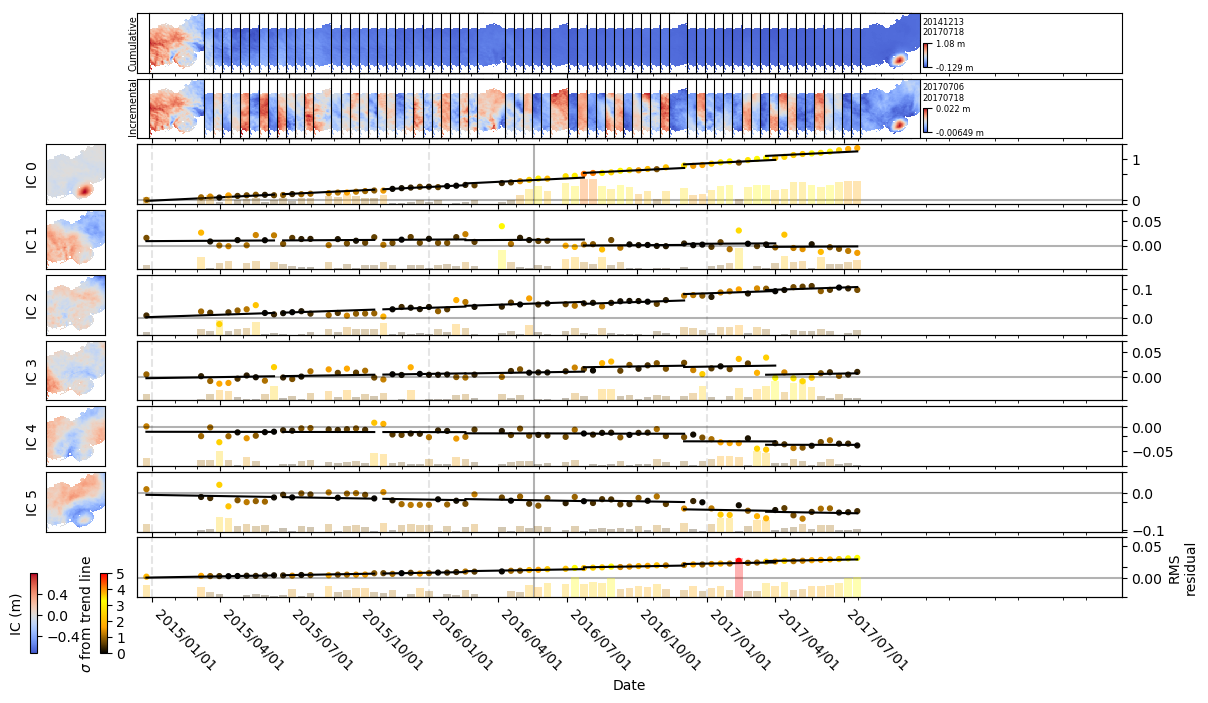 Cumulative
20141213
20170718
1.08 m
-0.129 m
Incremental
20170706
20170718
0.022 m
-0.00649 m
IC 0
1
0
IC 1
0.05
0.00
IC 2
0.1
0.0
IC 3
0.05
0.00
IC 4
0.00
−0.05
IC 5
0.0
−0.1
0.05
0.00
RMS
residual
IC (m)
0.4
0.0
−0.4
σ from trend line
5
4
3
2
1
0
2015/01/01
2015/04/01
2015/07/01
2015/10/01
2016/01/01
2016/04/01
2016/07/01
2016/10/01
2017/01/01
2017/04/01
2017/07/01
Date